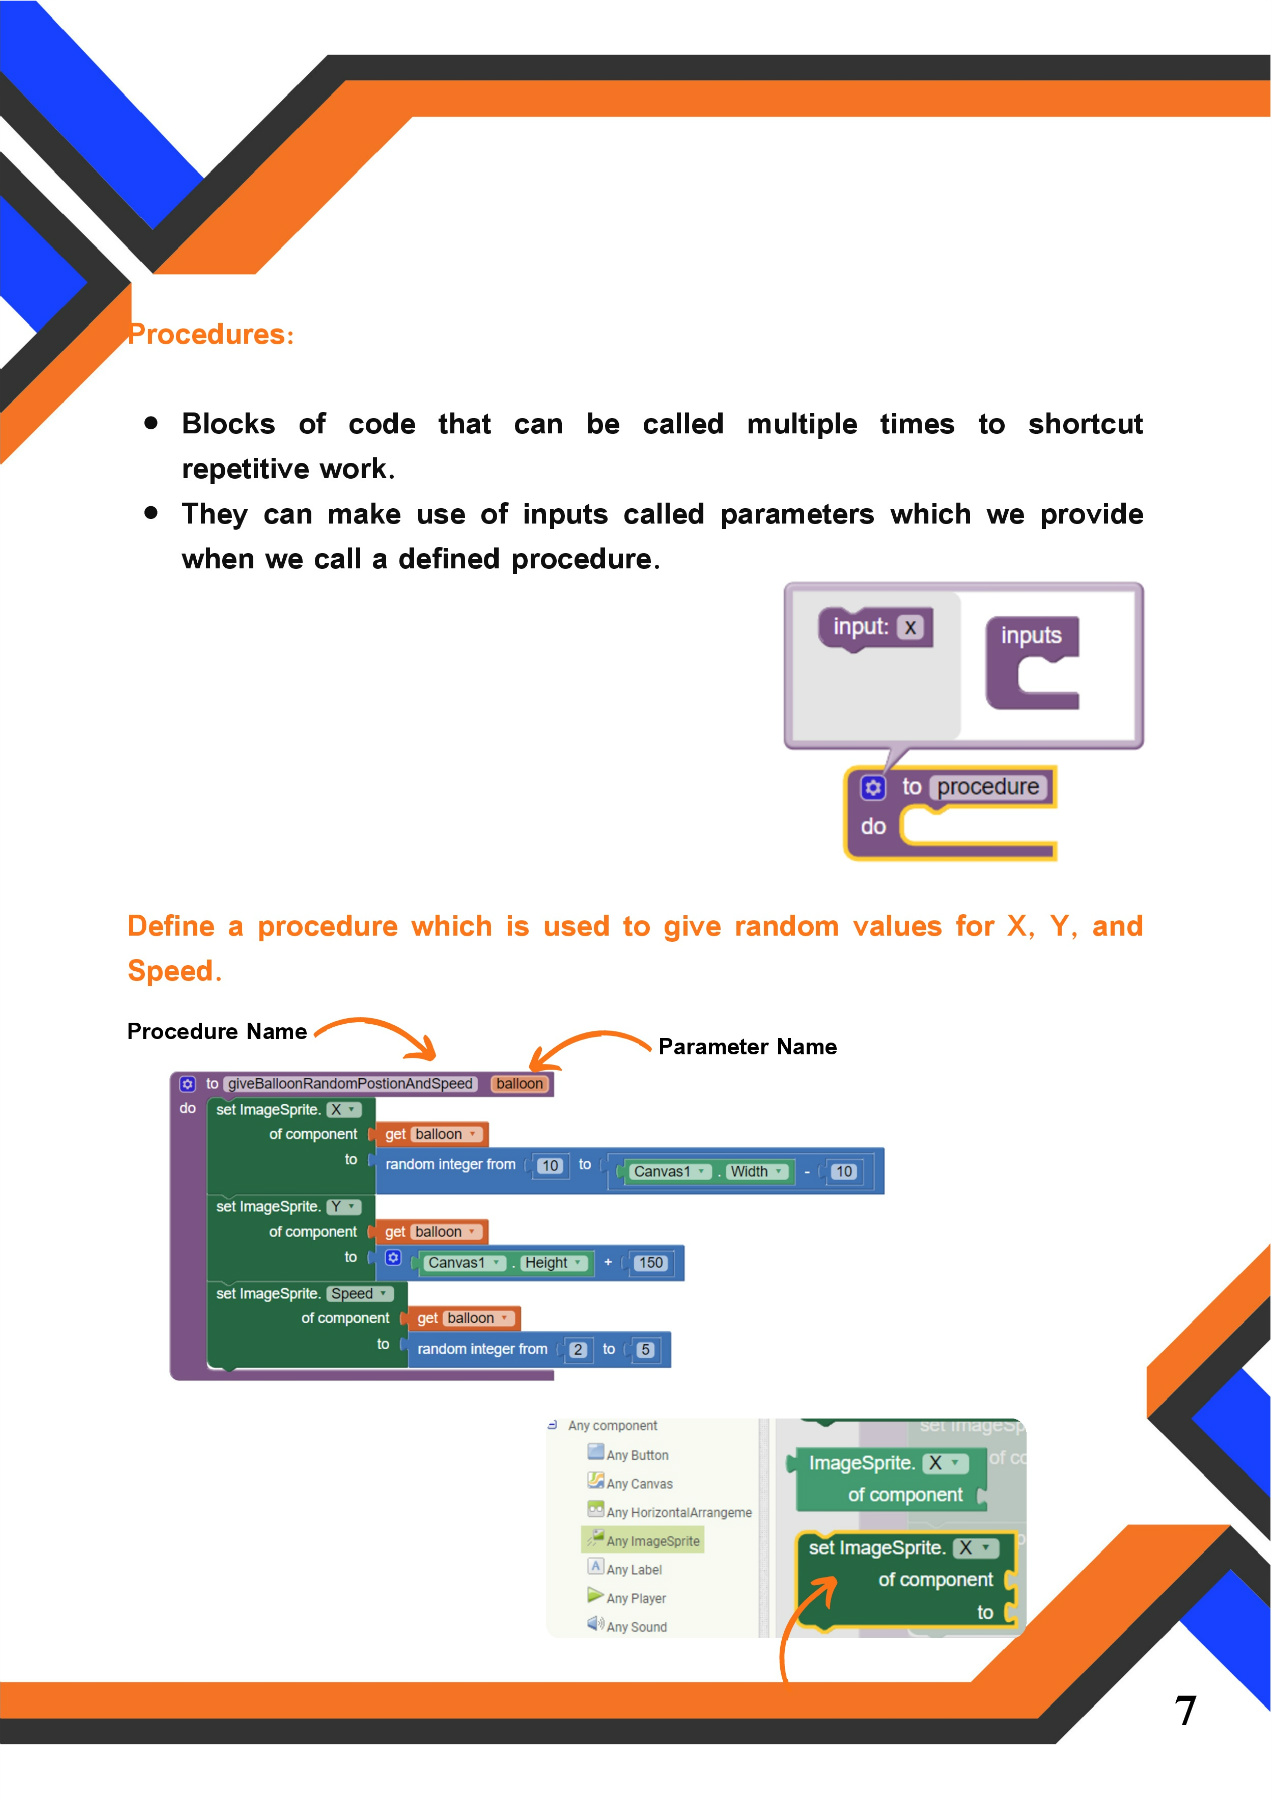 Procedures:
Blocks of code that can be called multiple times to shortcut
repetitive work.
They can make use of inputs called parameters which we provide
when we call a defined procedure.
input: x
inputs
to procedure
do
Define a procedure which is used to give random values for X, Y, and
Speed.
Procedure Name
Parameter Name
to giveBalloonRandomPostionAndSpeed balloon
do set ImageSprite. X
of component get balloon
to random integer from 10 to Canvas1 . Width - 10
set ImageSprite. Y
of component get balloon
to Canvas1 . Height + 150
set ImageSprite. Speed
of component get balloon
to random integer from 2 to 5
Any component
Any Button
Any Canvas
Any HorizontalArrangeme
Any ImageSprite
Any Label
Any Player
Any Sound
set ImageSp
of co
ImageSprite. X
of component
set ImageSprite. X
of component
to
7